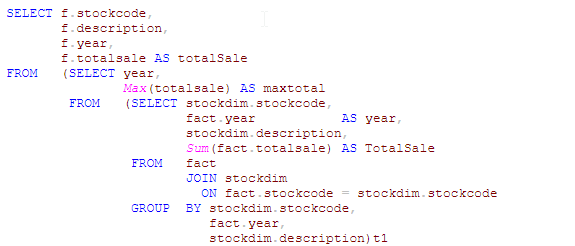 SELECT f.stockcode,
f.description,
f.year,
f.totalsale AS totalSale
FROM (SELECT year,
Max(totalsale) AS maxtotal
FROM (SELECT stockdim.stockcode,
fact.year AS year,
stockdim.description,
Sum(fact.totalsale) AS TotalSale
FROM fact
JOIN stockdim
ON fact.stockcode = stockdim.stockcode
GROUP BY stockdim.stockcode,
fact.year,
stockdim.description)t1